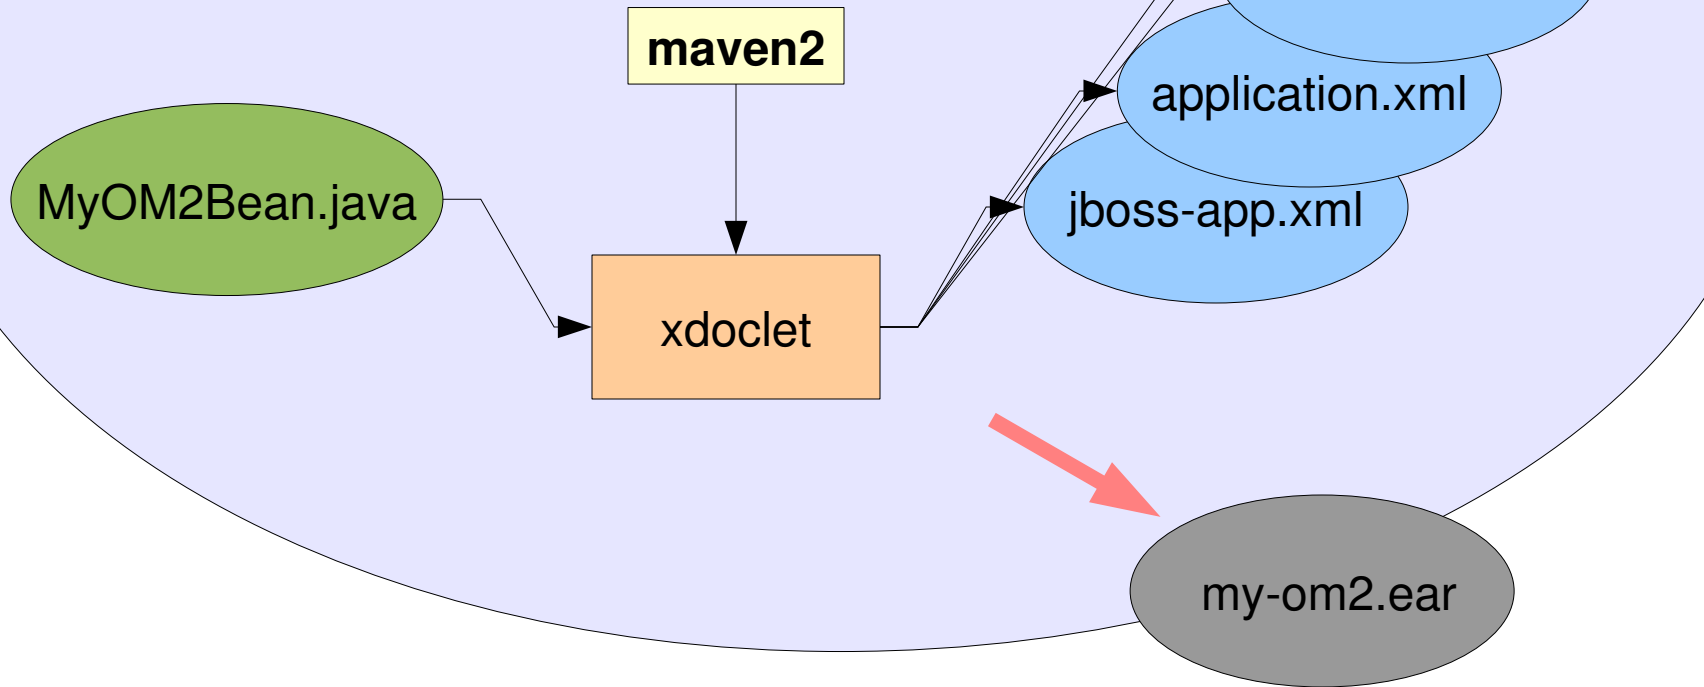 maven2
application.xml
MyOM2Bean.java
jboss-app.xml
xdoclet
my-om2.ear